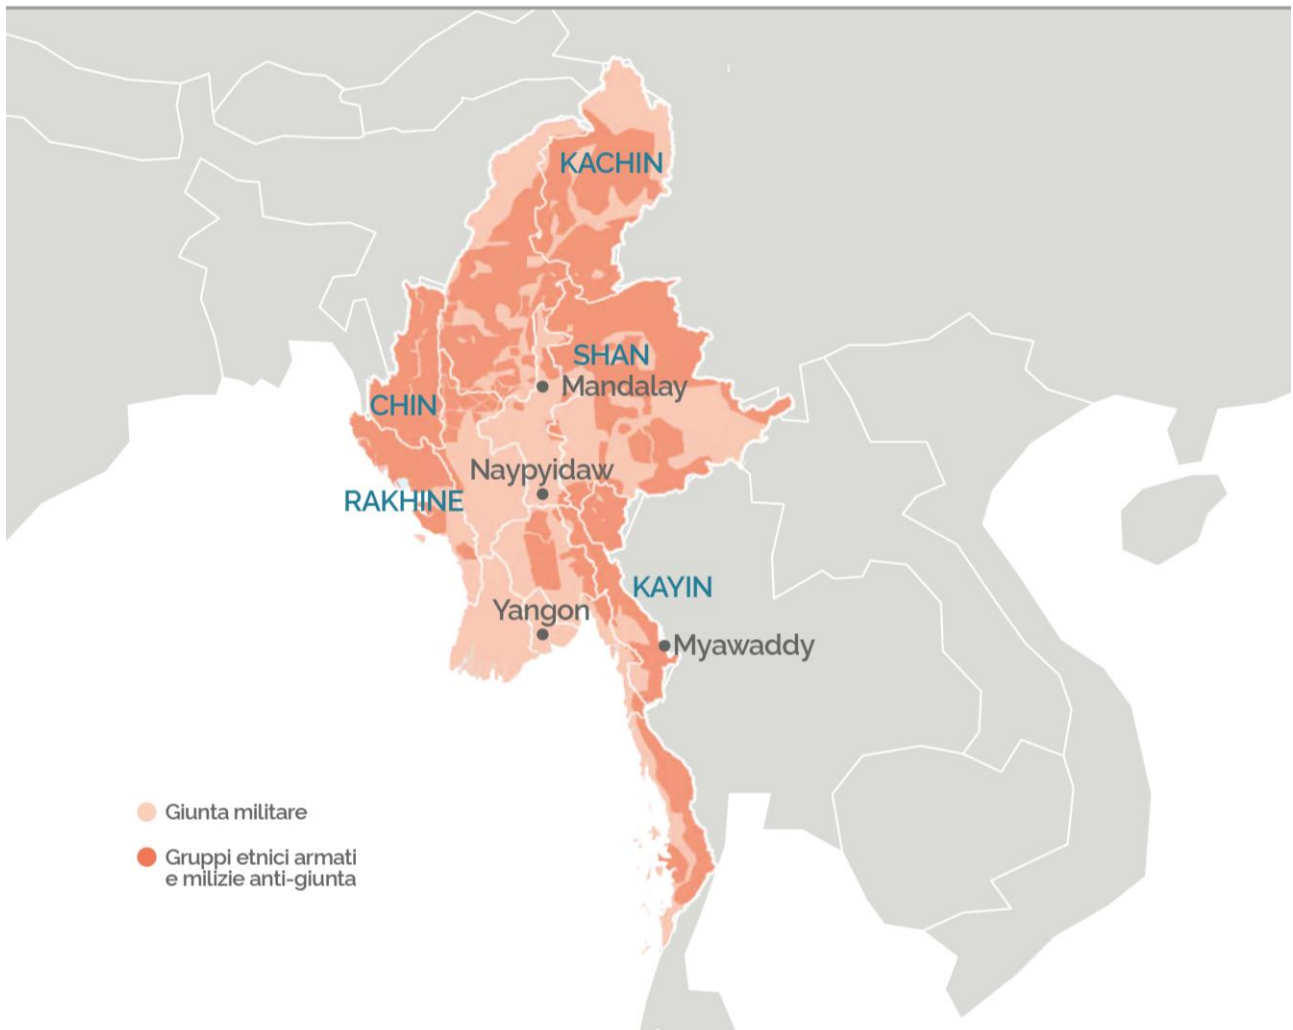 KACHIN
SHAN
Mandalay
CHIN
Naypyidaw
RAKHINE
KAYIN
Yangon
Myawaddy
Giunta militare
Gruppi etnici armati
e milizie anti-giunta